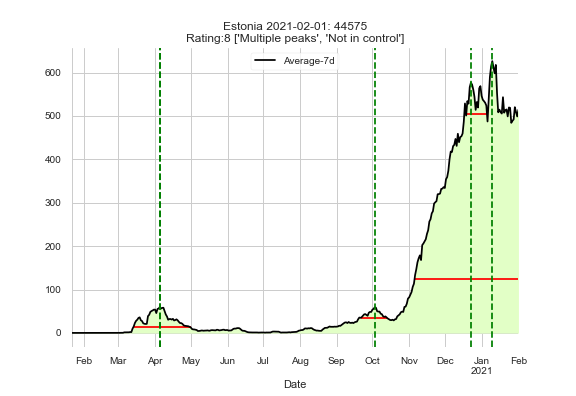 Estonia 2021-02-01: 44575
Rating:8 ['Multiple peaks', 'Not in control']
Average-7d
600
500
400
300
200
100
0
Feb Mar Apr May Jun Jul Aug Sep Oct Nov Dec Jan Feb
2021
Date